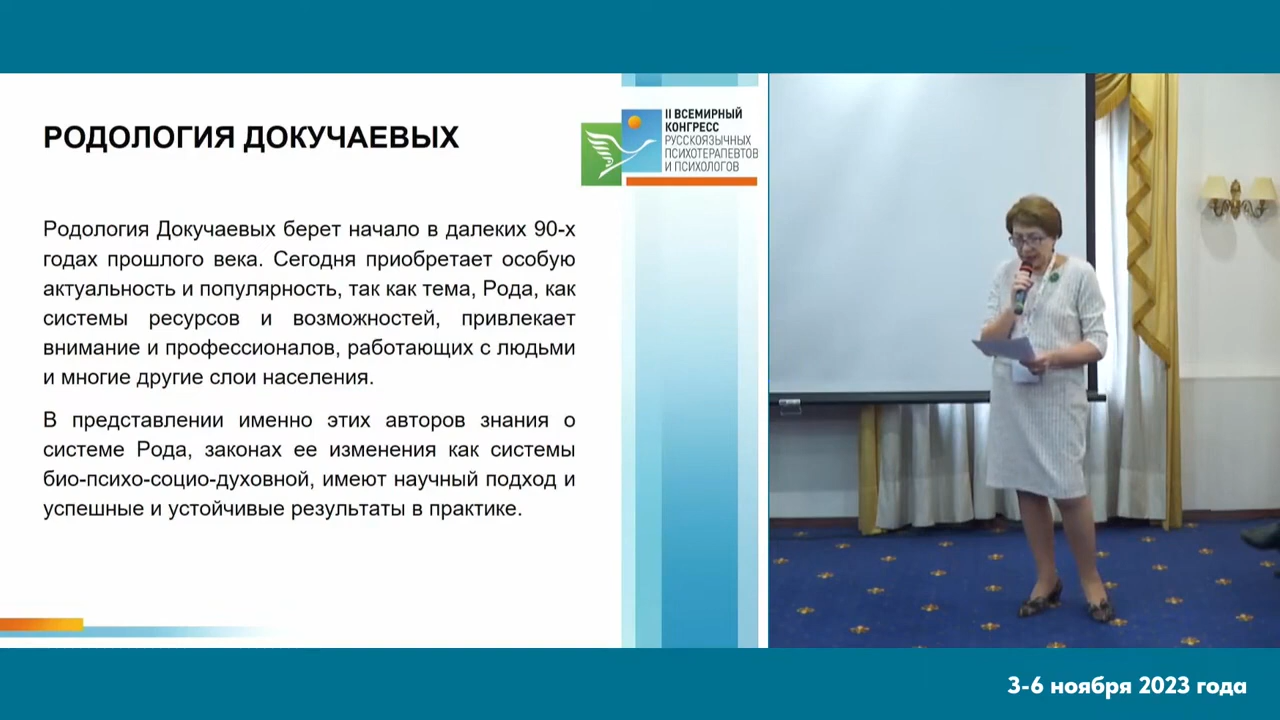 РОДОЛОГИЯ ДОКУЧАЕВЫХ
II ВСЕМИРНЫЙ
КОНГРЕСС
РУССКОЯЗЫЧНЫХ
ПСИХОТЕРАПЕВТОВ
И ПСИХОЛОГОВ
Родология Докучаевых берет начало в далеких 90-х
годах прошлого века. Сегодня приобретает особую
актуальность и популярность, так как тема, Рода, как
системы ресурсов и возможностей, привлекает
внимание и профессионалов, работающих с людьми
и многие другие слои населения.
В представлении именно этих авторов знания о
системе Рода, законах ее изменения как системы
био-психо-социо-духовной, имеют научный подход и
успешные и устойчивые результаты в практике.
3-6 ноября 2023 года